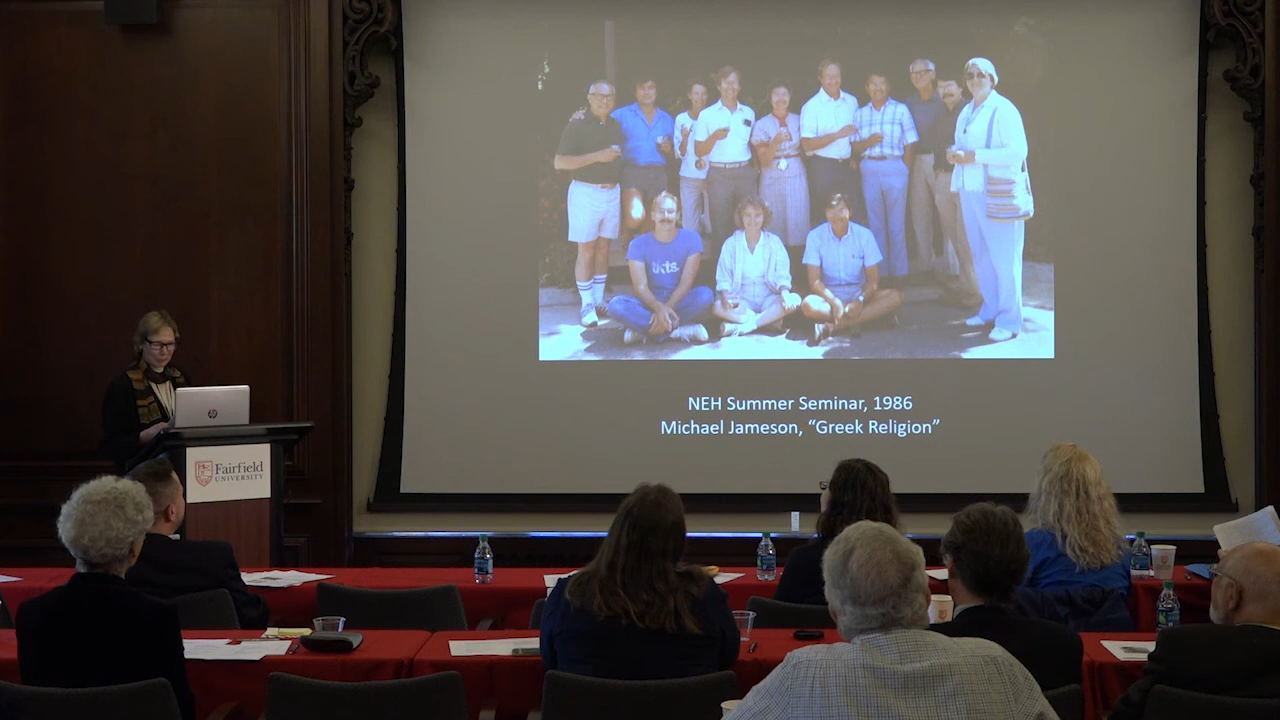 NEH Summer Seminar, 1986
Michael Jameson, “Greek Religion”
Fairfield
UNIVERSITY